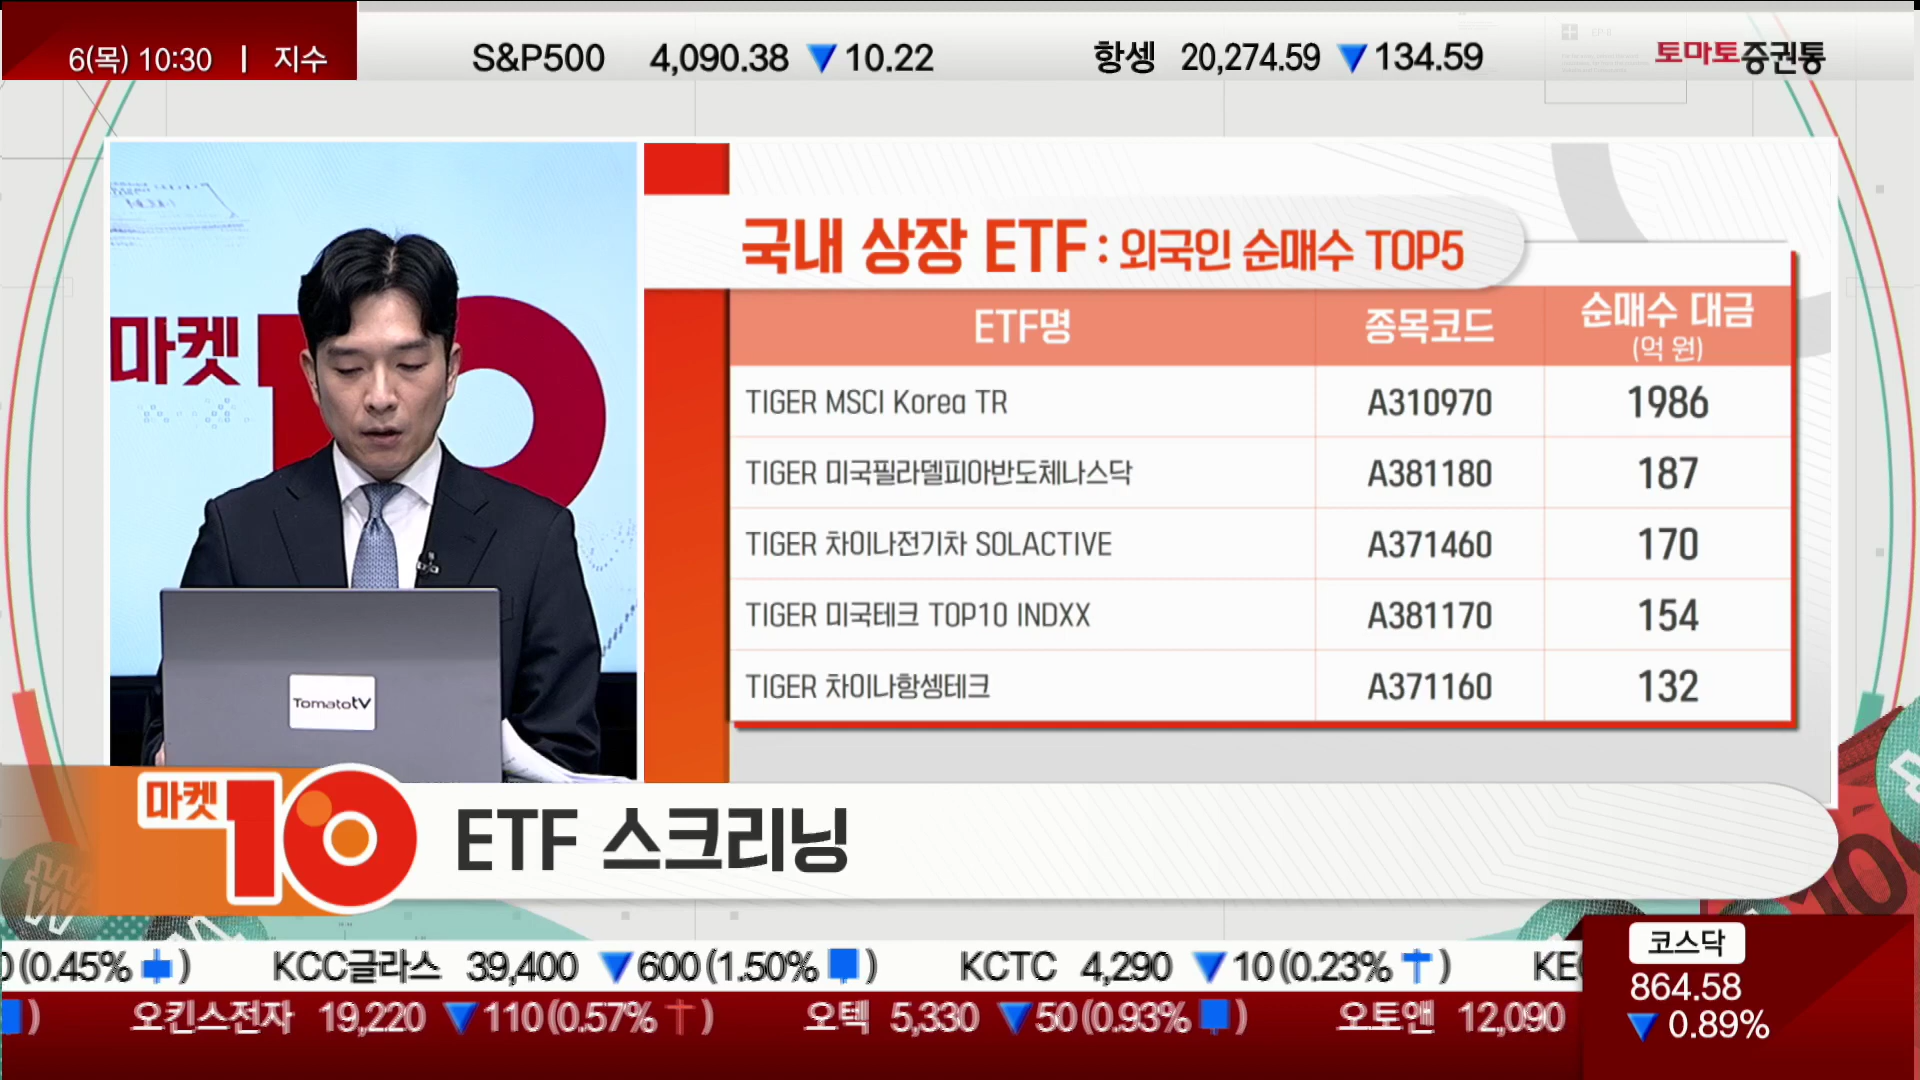 6(목) 10:30 | 지수 S&P500 4,090.38 ▼10.22 항셍 20,274.59 ▼134.59 토마토증권통
국내 상장 ETF : 외국인 순매수 TOP5
ETF명 종목코드 순매수 대금
(억 원)
TIGER MSCI Korea TR A310970 1986
TIGER 미국필라델피아반도체나스닥 A381180 187
TIGER 차이나전기차 SOLACTIVE A371460 170
TIGER 미국테크 TOP10 INDXX A381170 154
TIGER 차이나항셍테크 A371160 132
마켓 10
Tomatotv
마켓 10 ETF 스크리닝
0(0.45% ) KCC글라스 39,400 ▼600(1.50% ) KCTC 4,290 ▼10(0.23% ) KEC
) 오킨스전자 19,220 ▼110(0.57% ) 오텍 5,330 ▼50(0.93% ) 오토앤 12,090
코스닥
864.58
▼ 0.89%